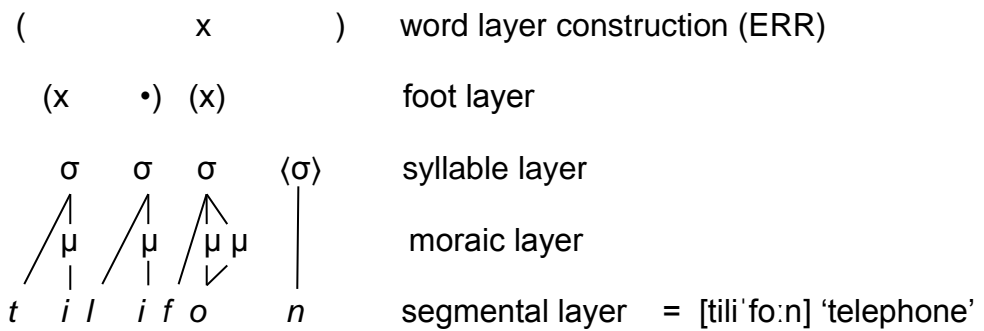 ( x ) word layer construction (ERR)
(x •) (x) foot layer
σ σ σ ⟨σ⟩ syllable layer
μ μ μ μ moraic layer
t i l i f o n segmental layer = [tiliˈfoːn] ‘telephone’